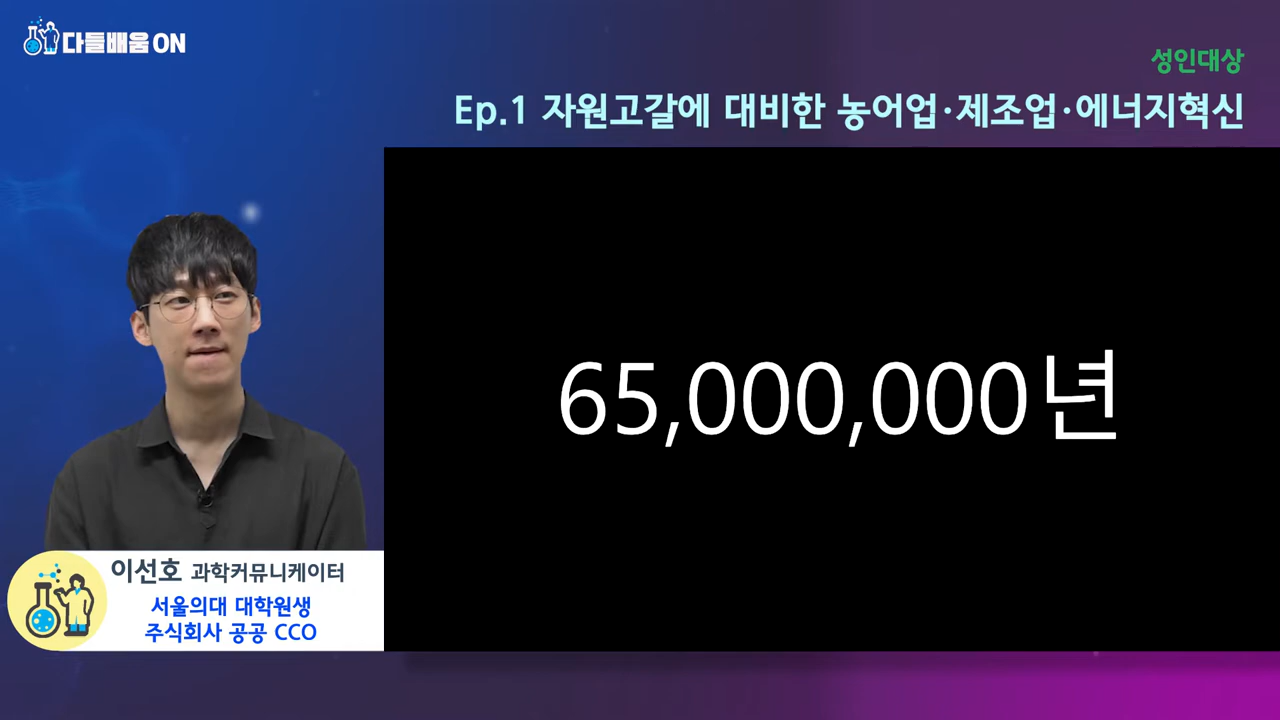 다들배움 ON
성인대상
Ep.1 자원고갈에 대비한 농어업·제조업·에너지혁신
65,000,000년
이선호 과학커뮤니케이터
서울의대 대학원생
주식회사 공공 CCO